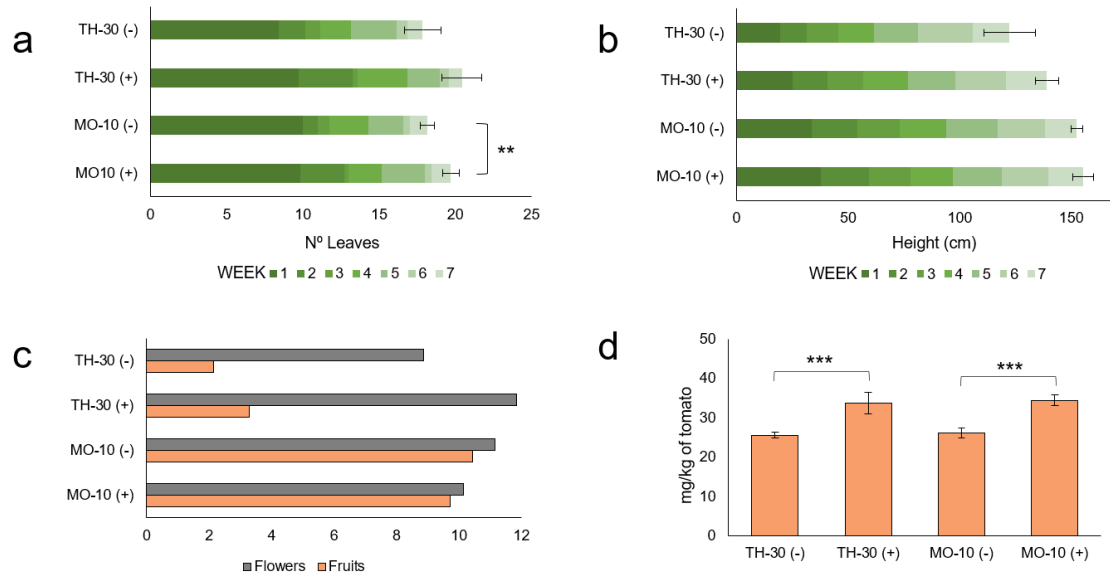 a
TH-30 (-)
TH-30 (+)
MO-10 (-)
MO10 (+)
**
0 5 10 15 20 25
Nº Leaves
WEEK 1 2 3 4 5 6 7
b
TH-30 (-)
TH-30 (+)
MO-10 (-)
MO-10 (+)
0 50 100 150
Height (cm)
WEEK 1 2 3 4 5 6 7
c
TH-30 (-)
TH-30 (+)
MO-10 (-)
MO-10 (+)
0 2 4 6 8 10 12
Flowers Fruits
d
mg/kg of tomato
50
40
30
20
10
0
*** ***
TH-30 (-) TH-30 (+) MO-10 (-) MO-10 (+)